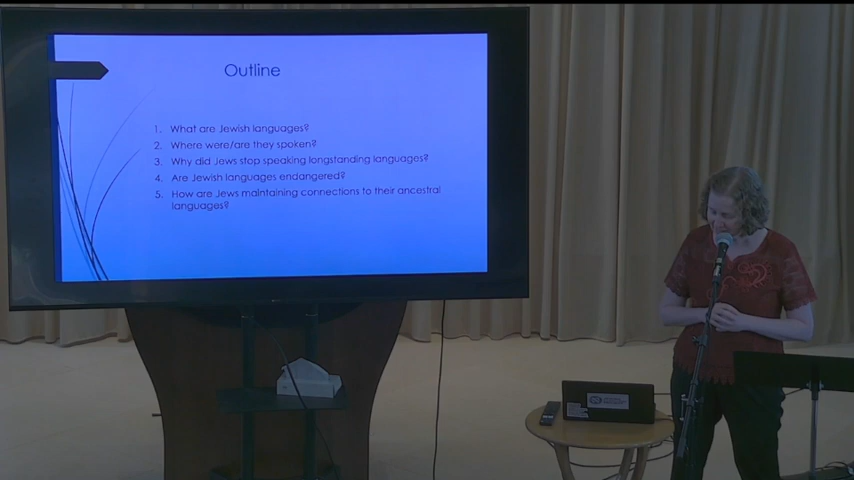 Outline
1. What are Jewish languages?
2. Where were/are they spoken?
3. Why did Jews stop speaking longstanding languages?
4. Are Jewish languages endangered?
5. How are Jews maintaining connections to their ancestral
languages?